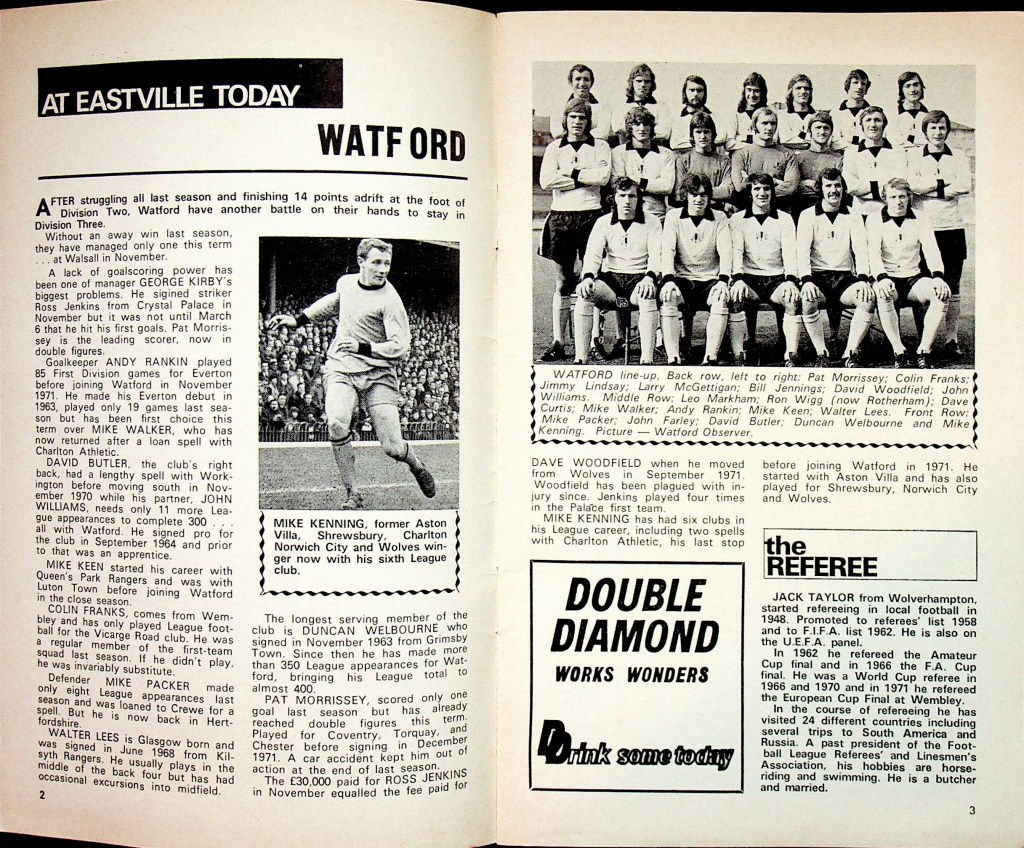 AT EASTVILLE TODAY
WATFORD
AFTER struggling all last season and finishing 14 points adrift at the foot of
Division Two, Watford have another battle on their hands to stay in
Division Three.
Without an away win last season,
they have managed only one this term
. . . at Walsall in November.
A lack of goalscoring power has
been one of manager GEORGE KIRBY's
biggest problems. He sigined striker
Ross Jenkins from Crystal Palace in
November but it was not until March
6 that he hit his first goals. Pat Morris-
sey is the leading scorer, now in
double figures.
Goalkeeper ANDY RANKIN played
85 First Division games for Everton
before joining Watford in November
1971. He made his Everton debut in
1963, played only 19 games last sea-
son but has been first choice this
term over MIKE WALKER, who has
now returned after a loan spell with
Charlton Athletic.
DAVID BUTLER, the club's right
back, had a lengthy spell with Work-
ington before moving south in No-
vember 1970 while his partner, JOHN
WILLIAMS, needs only 11 more Lea-
gue appearances to complete 300 . . .
all with Watford. He signed pro for
the club in September 1964 and prior
to that was an apprentice.
MIKE KEEN started his career with
Queen's Park Rangers and was with
Luton Town before joining Watford
in the close season.
COLIN FRANKS, comes from Wem-
bley and has only played League foot-
ball for the Vicarge Road club. He was
a regular member of the first-team
squad last season. If he didn't play,
he was invariably substitute.
Defender MIKE PACKER made
only eight League appearances last
season and was loaned to Crewe for a
spell. But he is now back in Hert-
fordshire.
WALTER LEES is Glasgow born and
was signed in June 1968 from Kil-
syth Rangers. He usually plays in the
middle of the back four but has had
occasional excursions into midfield.
2
MIKE KENNING, former Aston
Villa, Shrewsbury, Charlton
Norwich City and Wolves win-
ger now with his sixth League
club.
The longest serving member of the
club is DUNCAN WELBOURNE who
signed in November 1963 from Grimsby
Town. Since then he has made more
than 350 League appearances for Wat-
ford, bringing his League total to
almost 400.
PAT MORRISSEY, scored only one
goal last season but has already
reached double figures this term.
Played for Coventry, Torquay, and
Chester before signing in December
1971. A car accident kept him out of
action at the end of last season.
The £30,000 paid for ROSS JENKINS
in November equalled the fee paid for
WATFORD line-up, Back row, left to right: Pat Morrissey; Colin Franks;
Jimmy Lindsay; Larry McGettigan; Bill Jennings; David Woodfield; John
Williams. Middle Row: Leo Markham; Ron Wigg (now Rotherham); Dave
Curtis; Mike Walker; Andy Rankin; Mike Keen; Walter Lees. Front Row:
Mike Packer; John Farley; David Butler; Duncan Welbourne and Mike
Kenning. Picture — Watford Observer.
DAVE WOODFIELD when he moved
from Wolves in September 1971.
Woodfield has been plagued with in-
jury since. Jenkins played four times
in the Palace first team.
MIKE KENNING has had six clubs in
his League career, including two spells
with Charlton Athletic, his last stop
before joining Watford in 1971. He
started with Aston Villa and has also
played for Shrewsbury, Norwich City
and Wolves.
DOUBLE
DIAMOND
WORKS WONDERS
Drink some today
the
REFEREE
JACK TAYLOR from Wolverhampton,
started refereeing in local football in
1948. Promoted to referees' list 1958
and to F.I.F.A. list 1962. He is also on
the U.E.F.A. panel.
In 1962 he refereed the Amateur
Cup final and in 1966 the F.A. Cup
final. He was a World Cup referee in
1966 and 1970 and in 1971 he refereed
the European Cup Final at Wembley.
In the course of refereeing he has
visited 24 different countries including
several trips to South America and
Russia. A past president of the Foot-
ball League Referees' and Linesmen's
Association, his hobbies are horse-
riding and swimming. He is a butcher
and married.
3